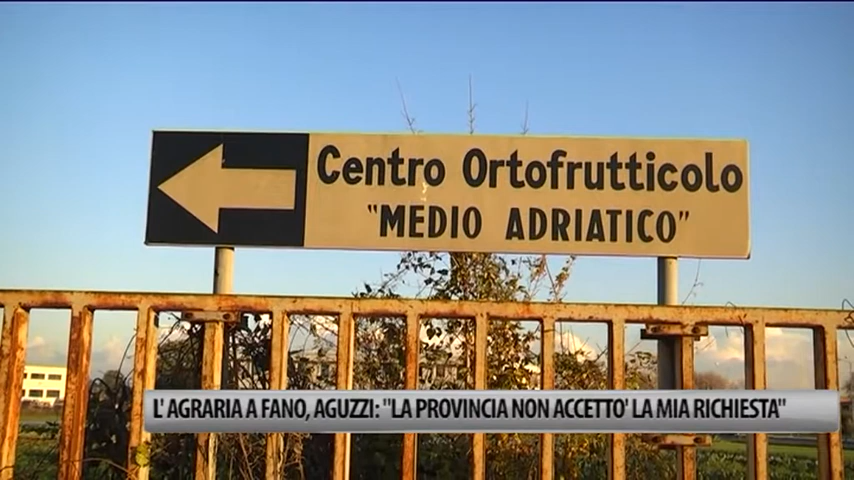 Centro Ortofrutticolo
"MEDIO ADRIATICO"
L' AGRARIA A FANO, AGUZZI: "LA PROVINCIA NON ACCETTO' LA MIA RICHIESTA"